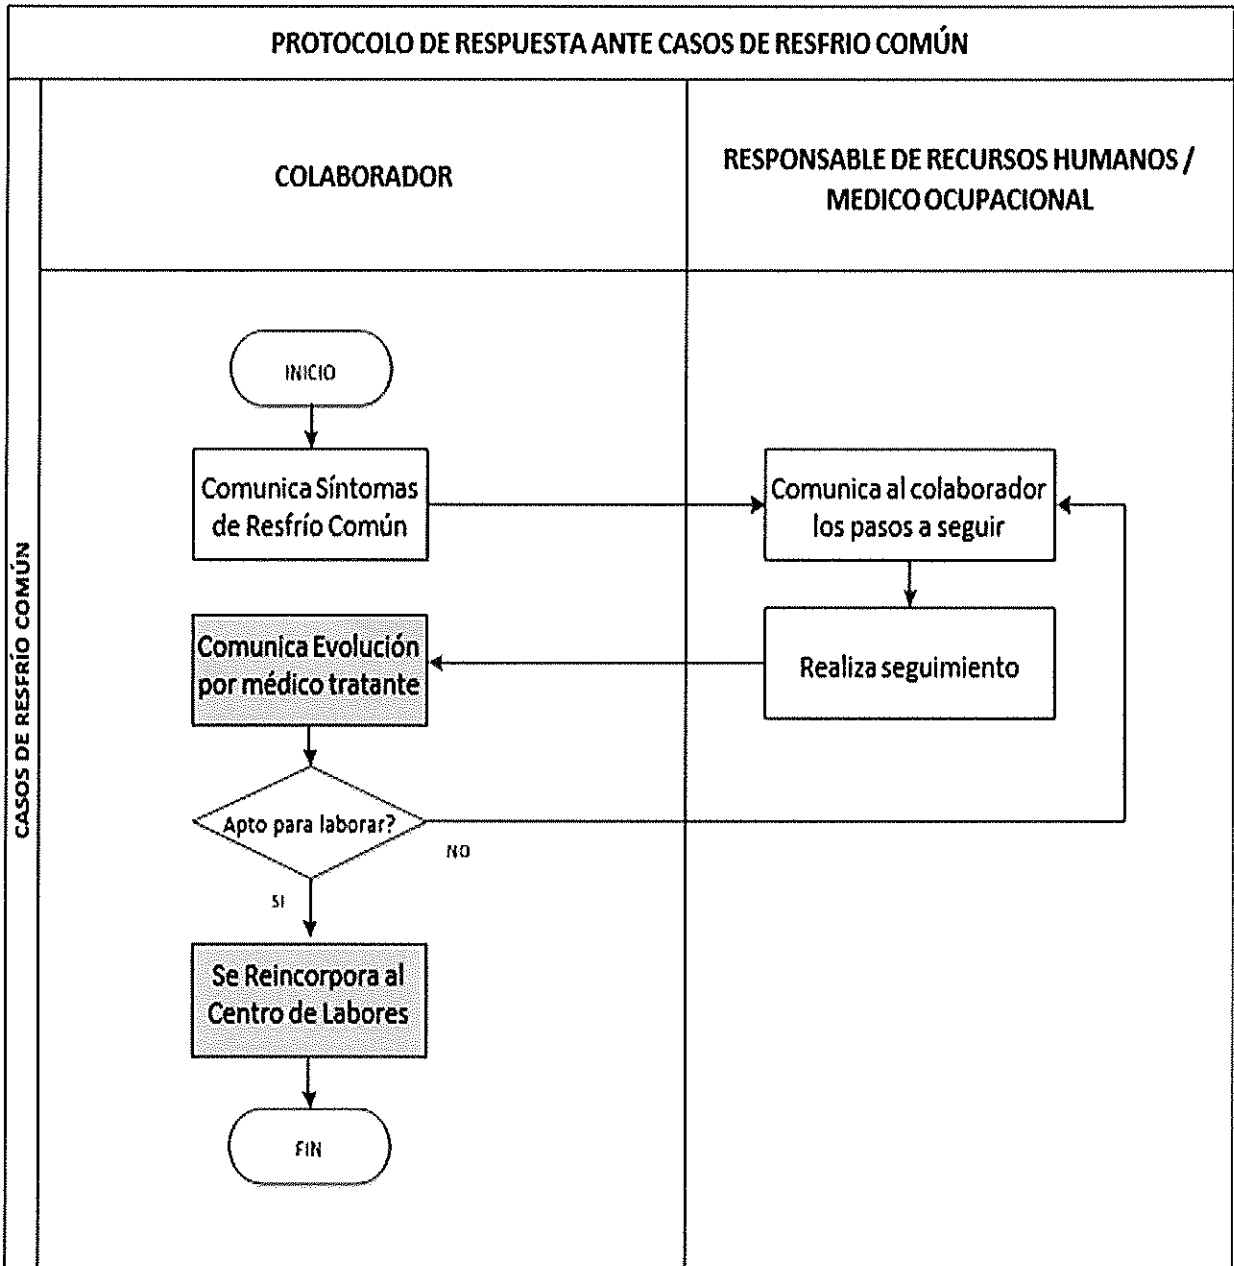 PROTOCOLO DE RESPUESTA ANTE CASOS DE RESFRIO COMÚN
COLABORADOR
RESPONSABLE DE RECURSOS HUMANOS /
MEDICO OCUPACIONAL
CASOS DE RESFRÍO COMÚN
INICIO
Comunica Síntomas
de Resfrío Común
Comunica al colaborador
los pasos a seguir
Realiza seguimiento
Comunica Evolución
por médico tratante
Apto para laborar?
NO
SI
Se Reincorpora al
Centro de Labores
FIN